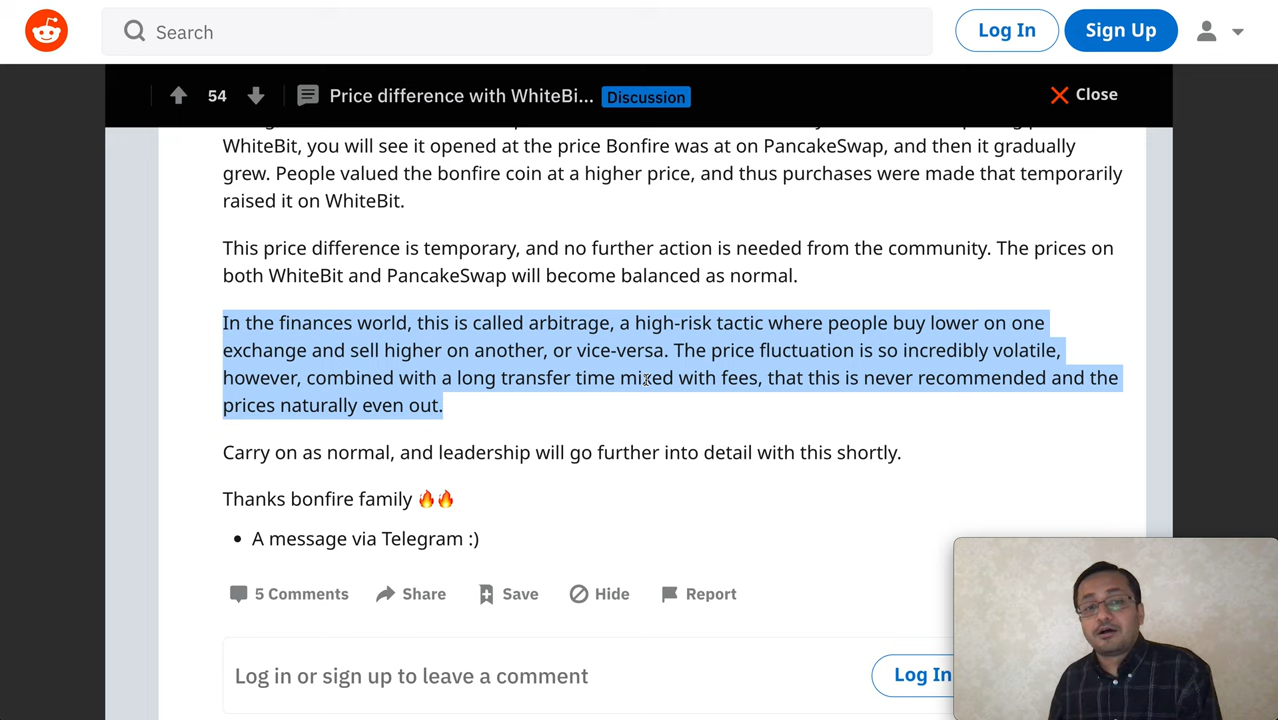 Search
Log In
Sign Up
54
Price difference with WhiteBi...
Discussion
Close
WhiteBit, you will see it opened at the price Bonfire was at on PancakeSwap, and then it gradually
grew. People valued the bonfire coin at a higher price, and thus purchases were made that temporarily
raised it on WhiteBit.
This price difference is temporary, and no further action is needed from the community. The prices on
both WhiteBit and PancakeSwap will become balanced as normal.
In the finances world, this is called arbitrage, a high-risk tactic where people buy lower on one
exchange and sell higher on another, or vice-versa. The price fluctuation is so incredibly volatile,
however, combined with a long transfer time mixed with fees, that this is never recommended and the
prices naturally even out.
Carry on as normal, and leadership will go further into detail with this shortly.
Thanks bonfire family 🔥🔥
• A message via Telegram :)
5 Comments
Share
Save
Hide
Report
Log in or sign up to leave a comment
Log In